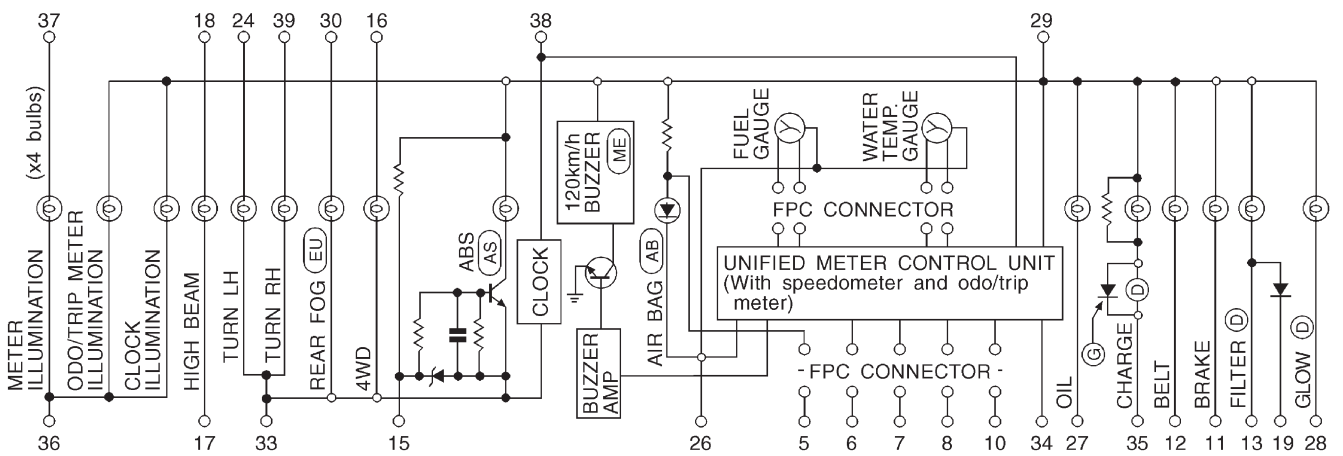 37
18
24
39
30
16
38
29
(x4 bulbs)
METER
ILLUMINATION
ODO/TRIP METER
ILLUMINATION
CLOCK
ILLUMINATION
HIGH BEAM
TURN LH
TURN RH
REAR FOG
EU
4WD
ABS
AS
CLOCK
120km/h
BUZZER
ME
BUZZER
AMP
AIR BAG
AB
FUEL
GAUGE
WATER
TEMP.
GAUGE
FPC CONNECTOR
UNIFIED METER CONTROL UNIT
(With speedometer and odo/trip
meter)
-FPC CONNECTOR-
OIL
G
CHARGE
D
BELT
BRAKE
FILTER
D
GLOW
D
36
17
33
15
26
5
6
7
8
10
34
27
35
12
11
13
19
28